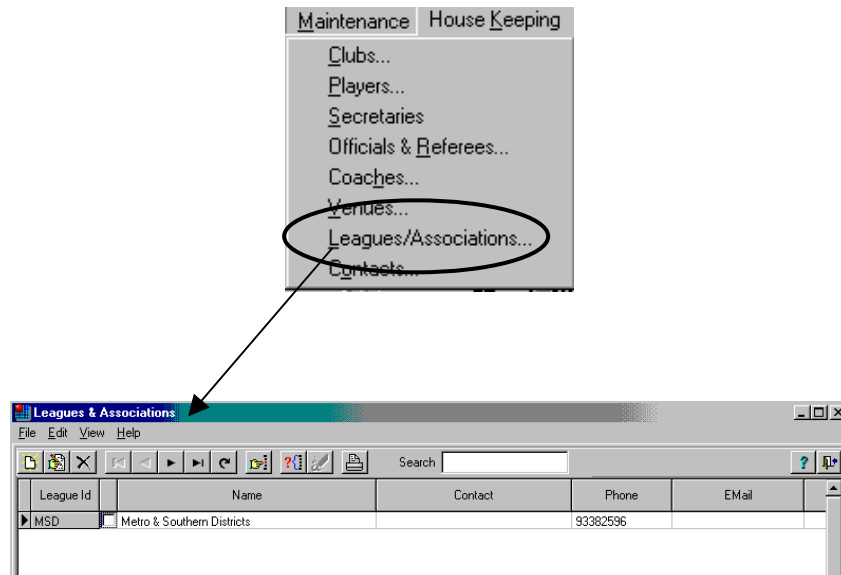 Maintenance House Keeping
Clubs...
Players...
Secretaries
Officials & Referees...
Coaches...
Venues...
Leagues/Associations...
Contacts...
Leagues & Associations
File Edit View Help
Search
League Id Name Contact Phone EMail
MSD Metro & Southern Districts 93382596